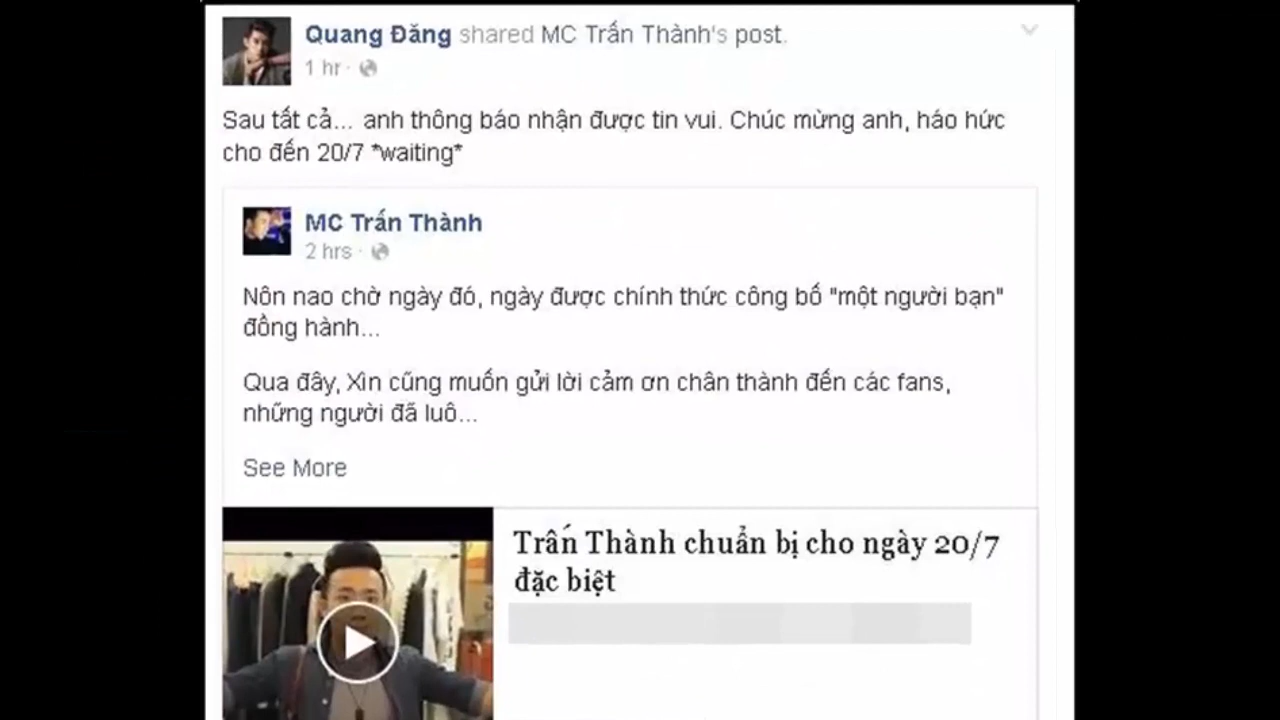 Quang Đăng shared MC Trấn Thành's post.
1 hr ·
Sau tất cả... anh thông báo nhận được tin vui. Chúc mừng anh, háo hức
cho đến 20/7 *waiting*
MC Trấn Thành
2 hrs ·
Nôn nao chờ ngày đó, ngày được chính thức công bố "một người bạn"
đồng hành...
Qua đây, Xìn cũng muốn gửi lời cảm ơn chân thành đến các fans,
những người đã luô...
See More
Trấn Thành chuẩn bị cho ngày 20/7
đặc biệt